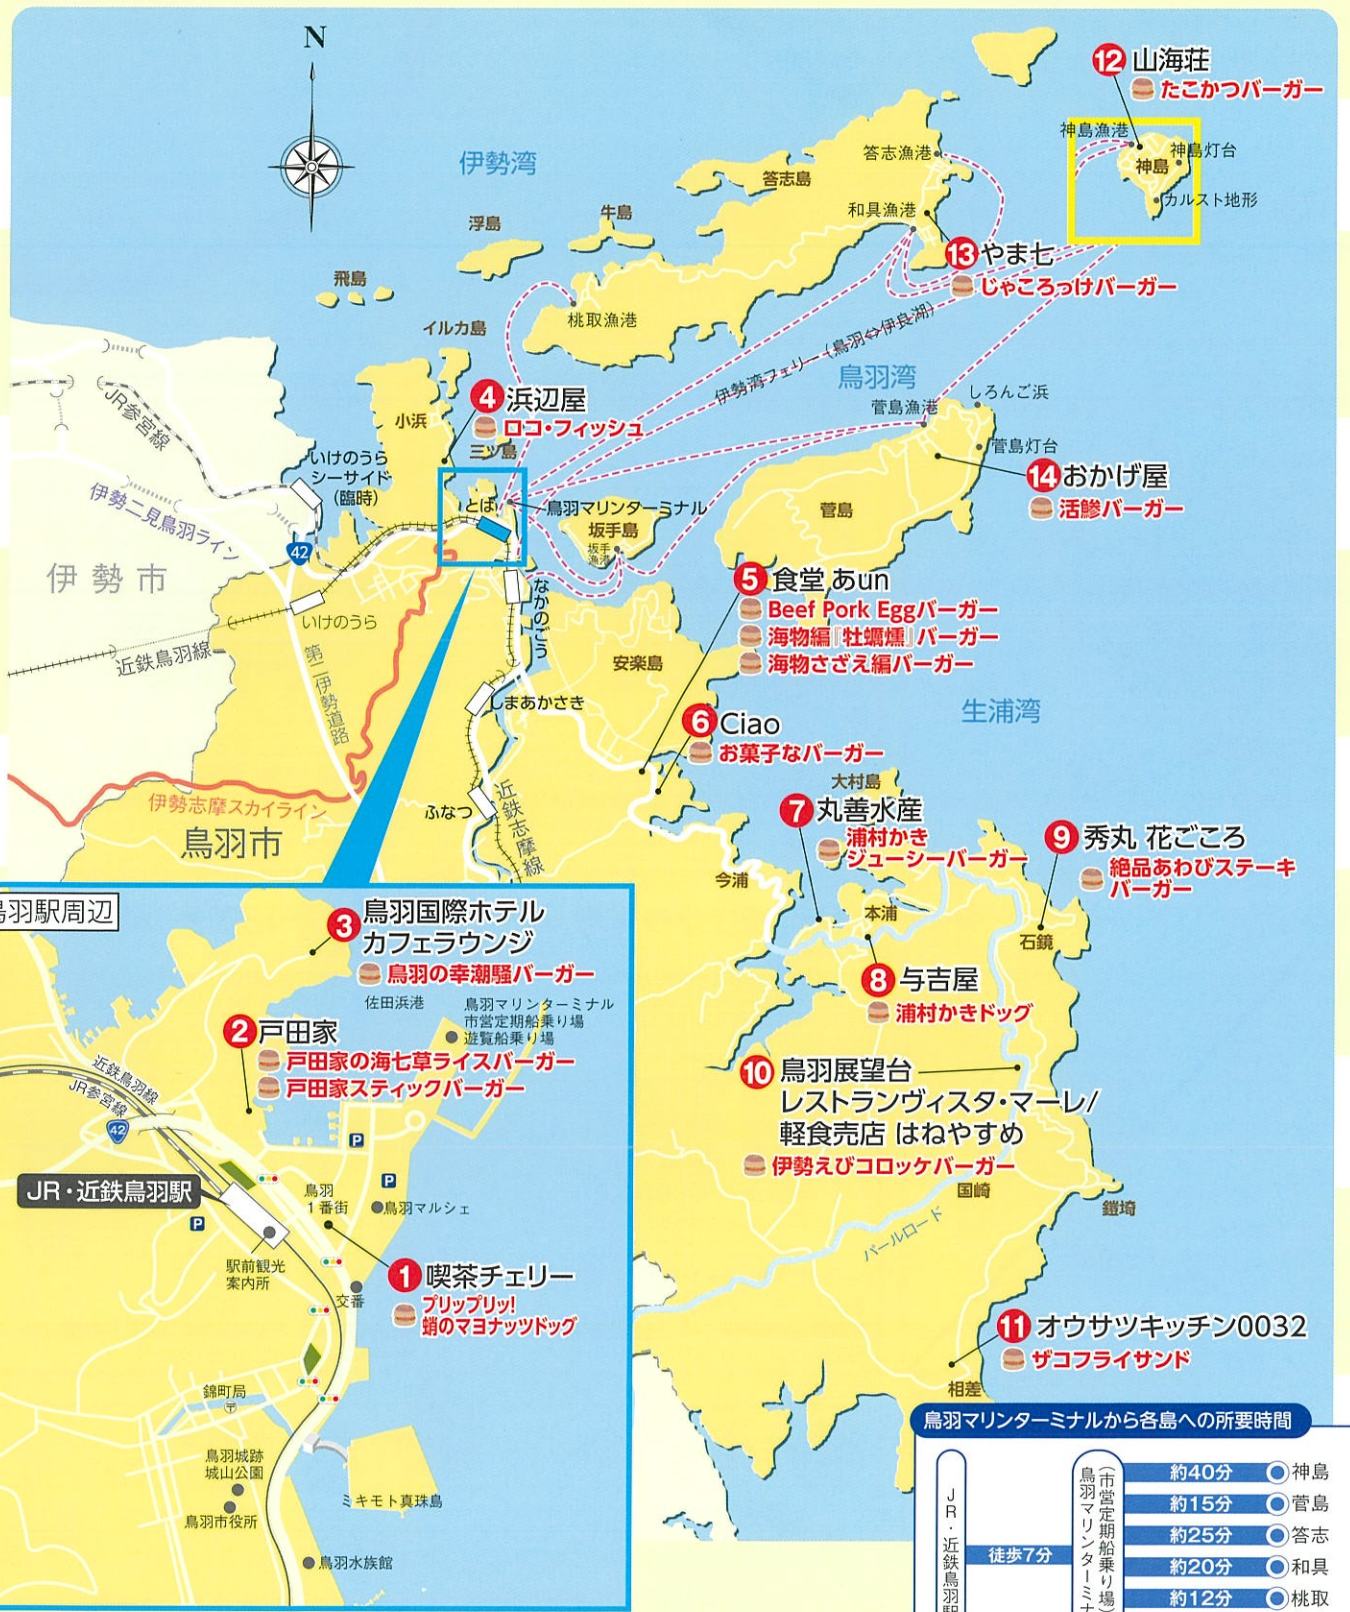 N
伊勢湾
12 山海荘
たこかつバーガー
神島漁港
神島灯台
神島
カルスト地形
答志漁港
答志島
和具漁港
牛島
浮島
飛島
イルカ島
桃取漁港
13 やま七
じゃころっけバーガー
伊勢湾フェリー(鳥羽⇔伊良湖)
鳥羽湾
しろんご浜
菅島漁港
菅島灯台
14 おかげ屋
活鯵バーガー
菅島
4 浜辺屋
ロコ・フィッシュ
小浜
三ツ島
JR参宮線
いけのうら
シーサイド
(臨時)
とば
鳥羽マリンターミナル
坂手島
坂手
漁港
伊勢二見鳥羽ライン
42
伊勢市
いけのうら
なかのごう
近鉄鳥羽線
第二伊勢道路
安楽島
しまあかさき
5 食堂 あun
Beef Pork Eggバーガー
海物編『牡蠣燻』バーガー
海物さざえ編バーガー
生浦湾
6 Ciao
お菓子なバーガー
伊勢志摩スカイライン
鳥羽市
ふなつ
近鉄志摩線
大村島
7 丸善水産
浦村かき
ジューシーバーガー
9 秀丸 花ごころ
絶品あわびステーキ
バーガー
今浦
本浦
石鏡
8 与吉屋
浦村かきドッグ
10 鳥羽展望台
レストランヴィスタ・マーレ/
軽食売店 はねやすめ
伊勢えびコロッケバーガー
国崎
鎧埼
パールロード
11 オウサツキッチン0032
ザコフライサンド
相差
鳥羽駅周辺
3 鳥羽国際ホテル
カフェラウンジ
鳥羽の幸潮騒バーガー
佐田浜港
鳥羽マリンターミナル
市営定期船乗り場
遊覧船乗り場
2 戸田家
戸田家の海七草ライスバーガー
戸田家スティックバーガー
近鉄鳥羽線
JR参宮線
42
P
P
P
JR・近鉄鳥羽駅
鳥羽
1番街
鳥羽マルシェ
駅前観光
案内所
1 喫茶チェリー
プリップリッ!
蛸のマヨナッツドッグ
交番
錦町局
〒
鳥羽城跡
城山公園
鳥羽市役所
ミキモト真珠島
鳥羽水族館
鳥羽マリンターミナルから各島への所要時間
JR・近鉄鳥羽駅
徒歩7分
鳥羽マリンターミナ
(市営定期船乗り場)
約40分 神島
約15分 菅島
約25分 答志
約20分 和具
約12分 桃取